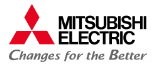 MITSUBISHI
ELECTRIC
Changes for the Better